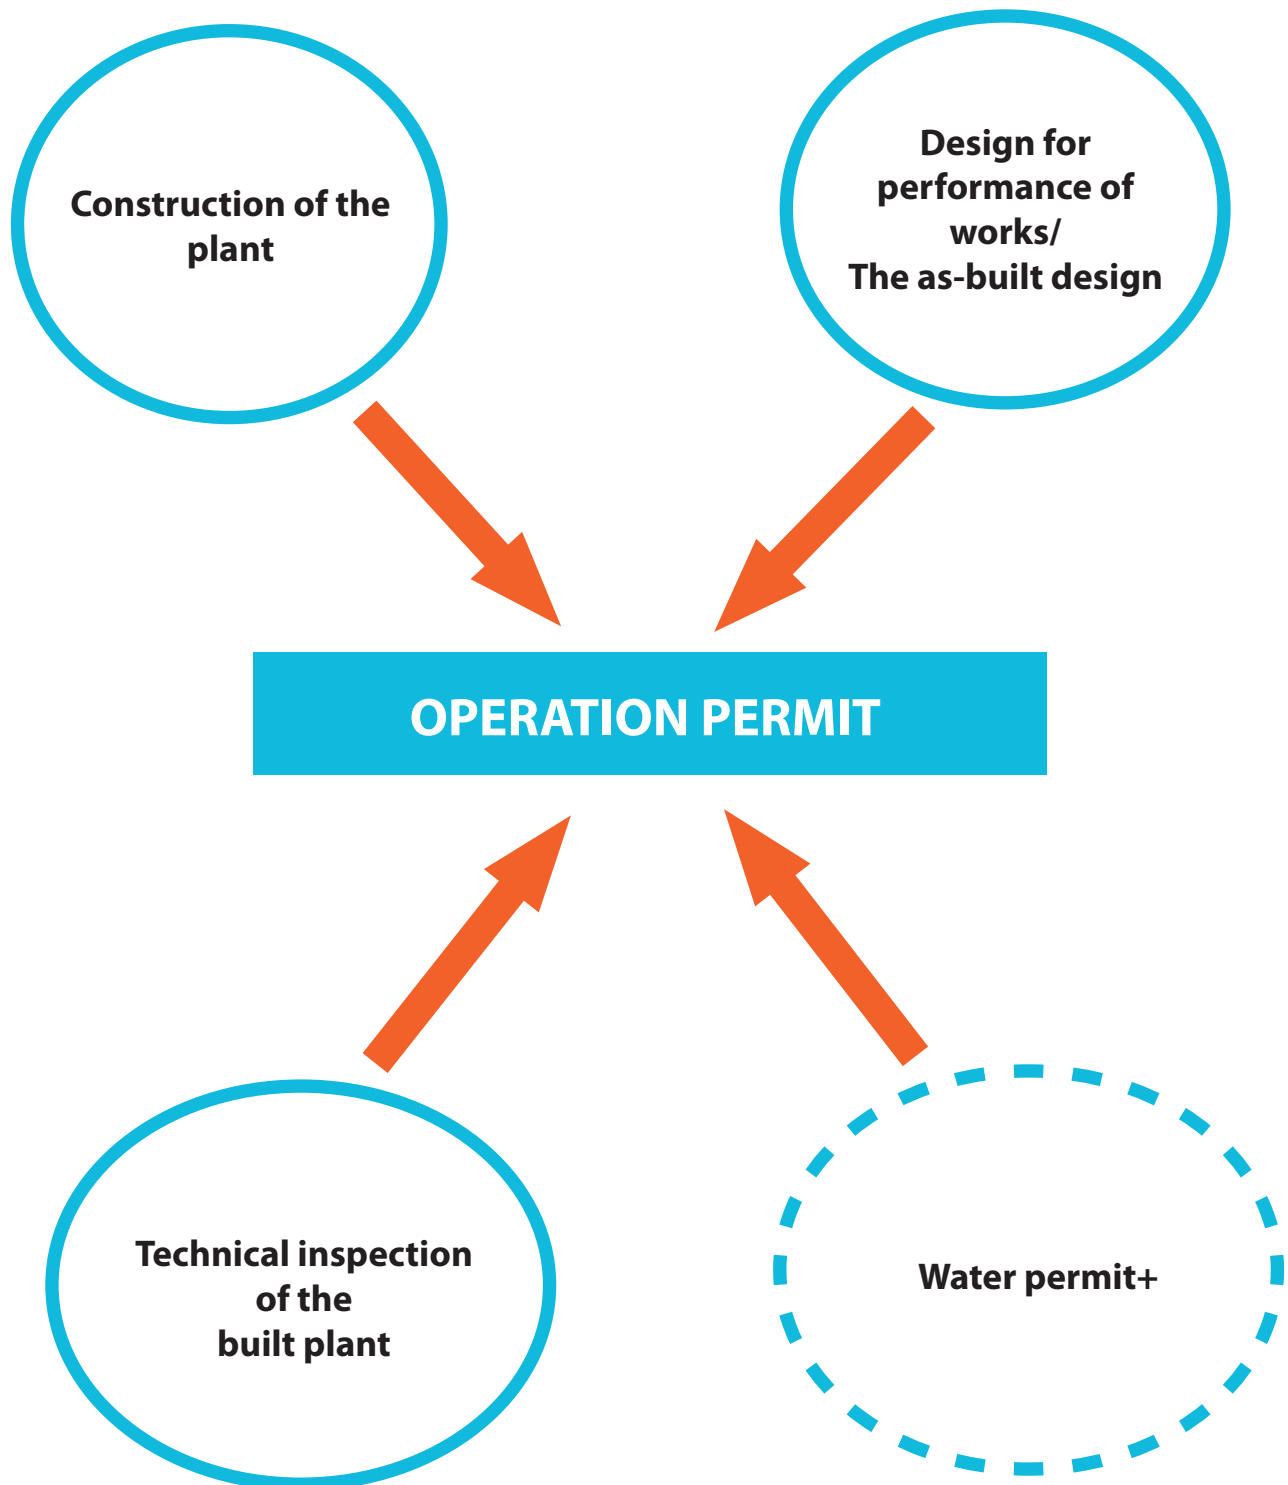 Construction of the
plant
Design for
performance of
works/
The as-built design
OPERATION PERMIT
Technical inspection
of the
built plant
Water permit+